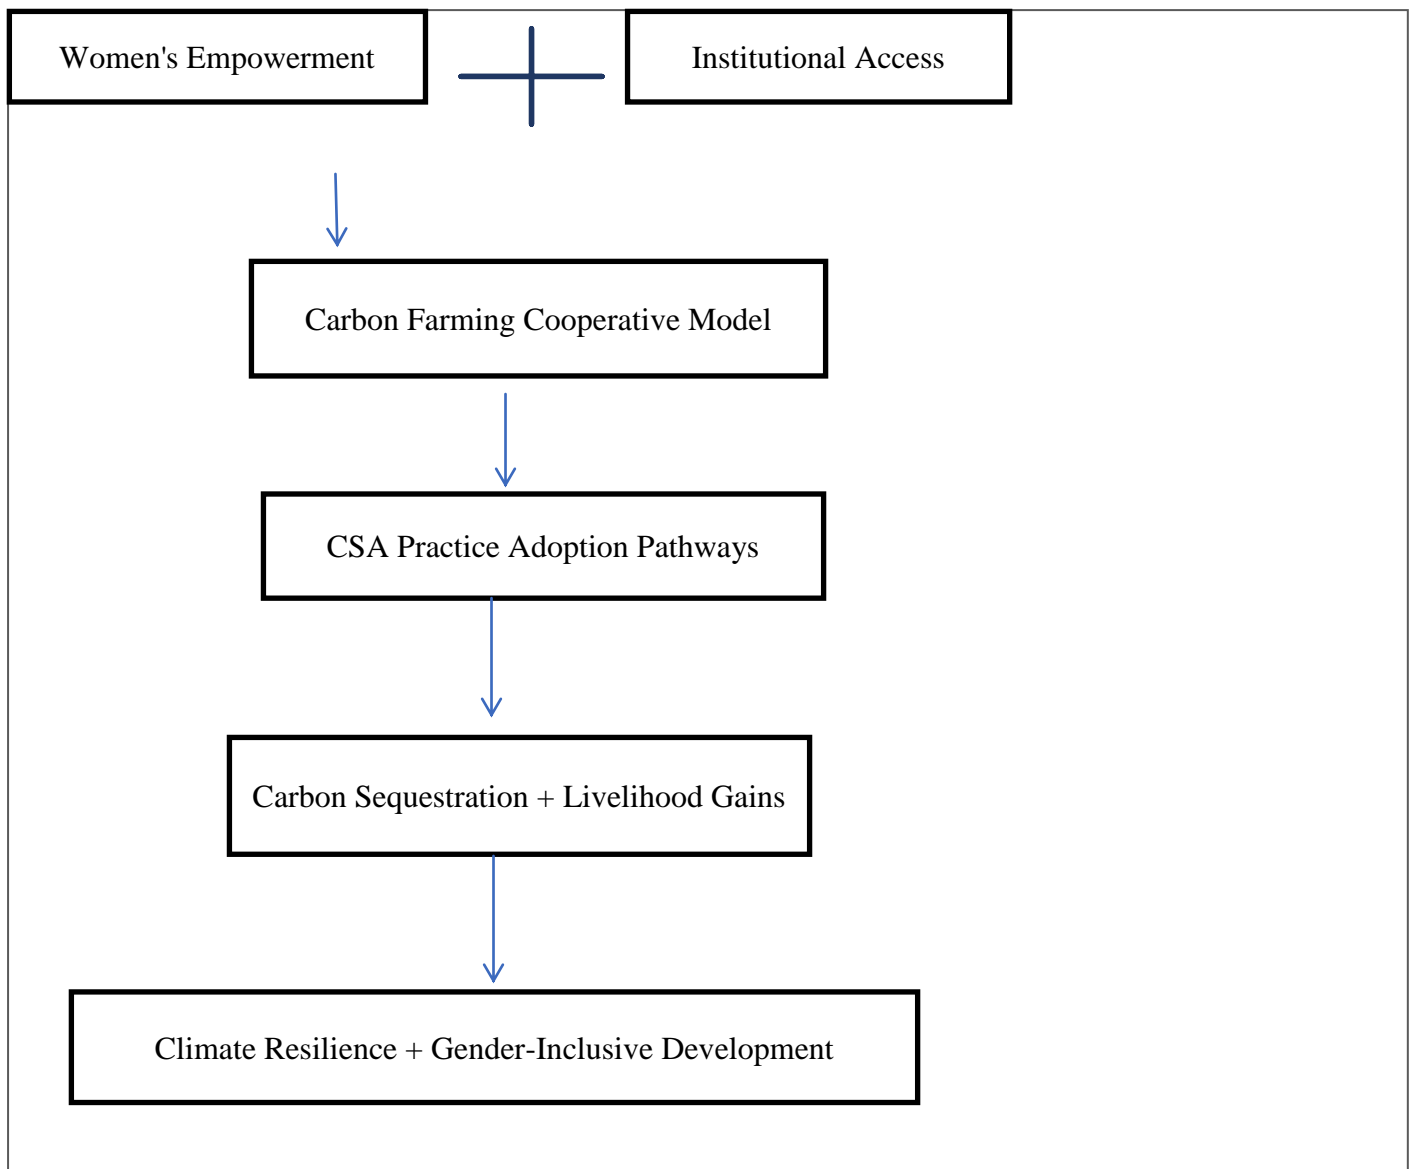 Women's Empowerment
Institutional Access
Carbon Farming Cooperative Model
CSA Practice Adoption Pathways
Carbon Sequestration + Livelihood Gains
Climate Resilience + Gender-Inclusive Development